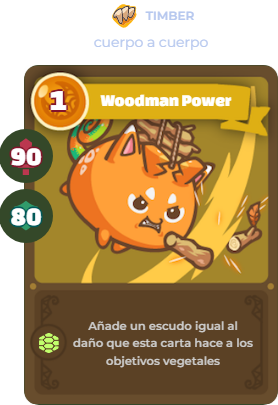 TIMBER
cuerpo a cuerpo
1
Woodman Power
90
80
Añade un escudo igual al
daño que esta carta hace a los
objetivos vegetales